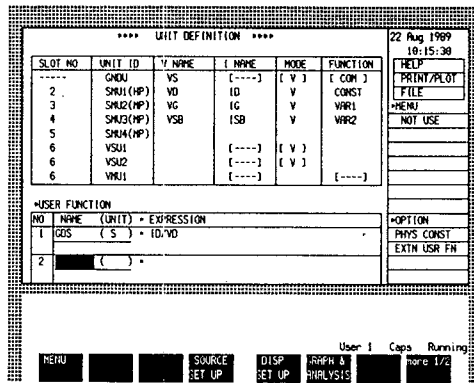 **** UNIT DEFINITION ****
22 Aug 1989
10:15:30
SLOT NO UNIT ID V NAME I NAME MODE FUNCTION
----- GNDU VS [----] [ V ] [ COM ]
2 SMU1(HP) VD ID V CONST
3 SMU2(MP) VG IG V VAR1
4 SMU3(MP) VSB ISB V VAR2
5 SMU4(MP)
6 VSU1 [----] [ V ]
6 VSU2 [----] [ V ]
6 VMU1 [----] [----]
HELP
PRINT/PLOT
FILE
*MENU
NOT USE
*USER FUNCTION
NO NAME (UNIT) * EXPRESSION
1 GDS ( S ) * ID/VD
2 ( ) *
*OPTION
PHYS CONST
EXTN USR FN
User 1 Caps Running
MENU
SOURCE SET UP
DISP SET UP
GRAPH & ANALYSIS
more 1/2